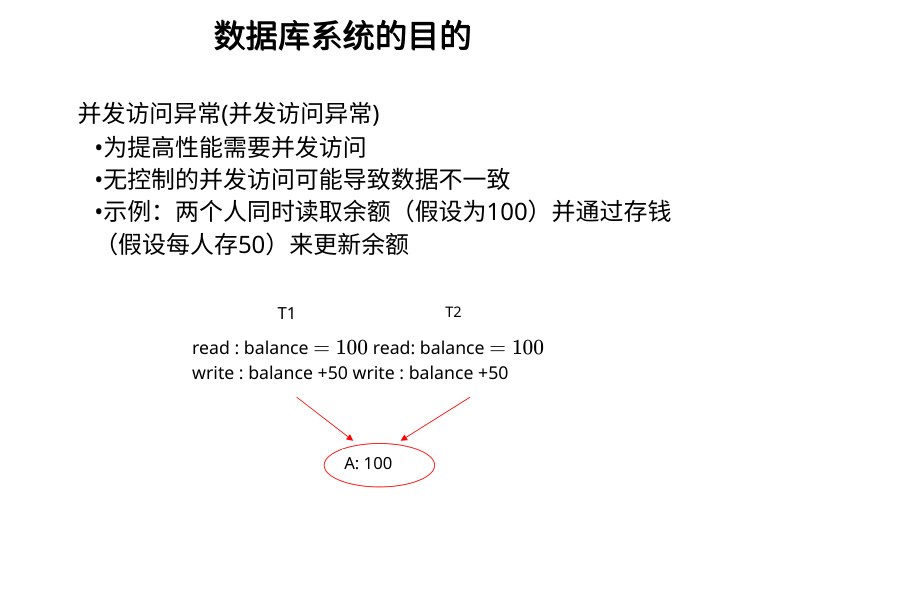 数据库系统的目的
并发访问异常(并发访问异常)
•为提高性能需要并发访问
•无控制的并发访问可能导致数据不一致
•示例：两个人同时读取余额（假设为100）并通过存钱
（假设每人存50）来更新余额
T1 T2
read : balance = 100 read: balance = 100
write : balance +50 write : balance +50
A: 100